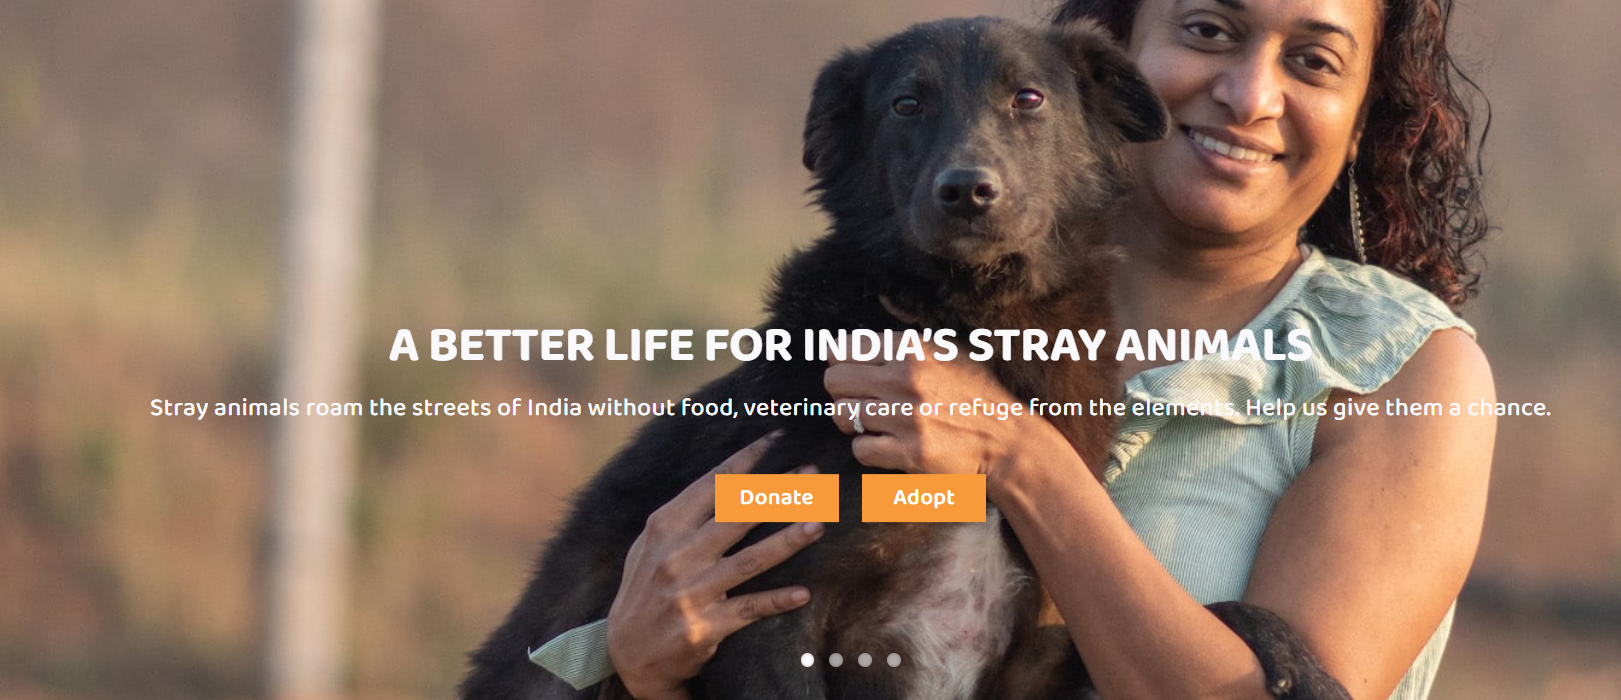 A BETTER LIFE FOR INDIA’S STRAY ANIMALS
Stray animals roam the streets of India without food, veterinary care or refuge from the elements. Help us give them a chance.
Donate
Adopt